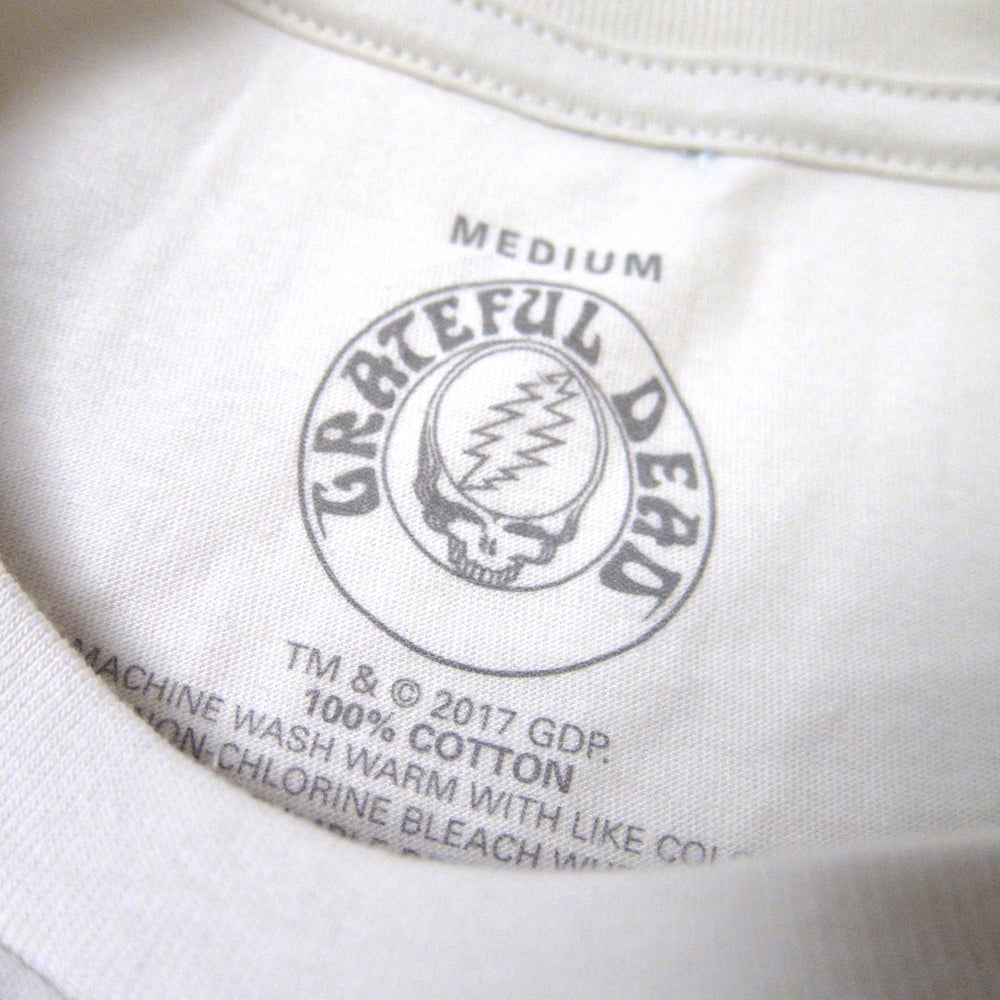 MEDIUM
GRATEFUL DEAD
TM & © 2017 GDP.
100% COTTON
MACHINE WASH WARM WITH LIKE
NON-CHLORINE BLEACH